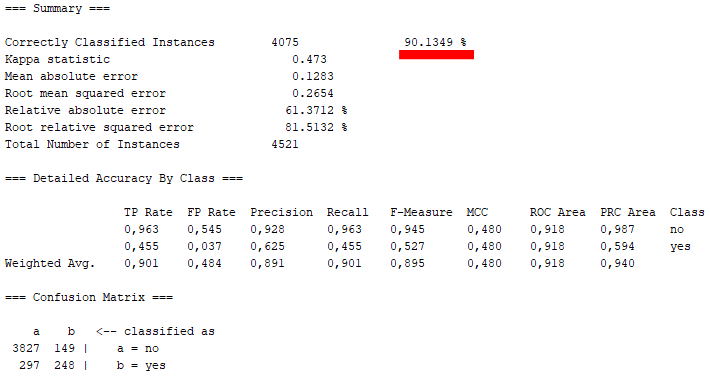 === Summary ===
Correctly Classified Instances 4075 90.1349 %
Kappa statistic 0.473
Mean absolute error 0.1283
Root mean squared error 0.2654
Relative absolute error 61.3712 %
Root relative squared error 81.5132 %
Total Number of Instances 4521
=== Detailed Accuracy By Class ===
TP Rate FP Rate Precision Recall F-Measure MCC ROC Area PRC Area Class
0,963 0,545 0,928 0,963 0,945 0,480 0,918 0,987 no
0,455 0,037 0,625 0,455 0,527 0,480 0,918 0,594 yes
Weighted Avg. 0,901 0,484 0,891 0,901 0,895 0,480 0,918 0,940
=== Confusion Matrix ===
a b <-- classified as
3827 149 | a = no
297 248 | b = yes